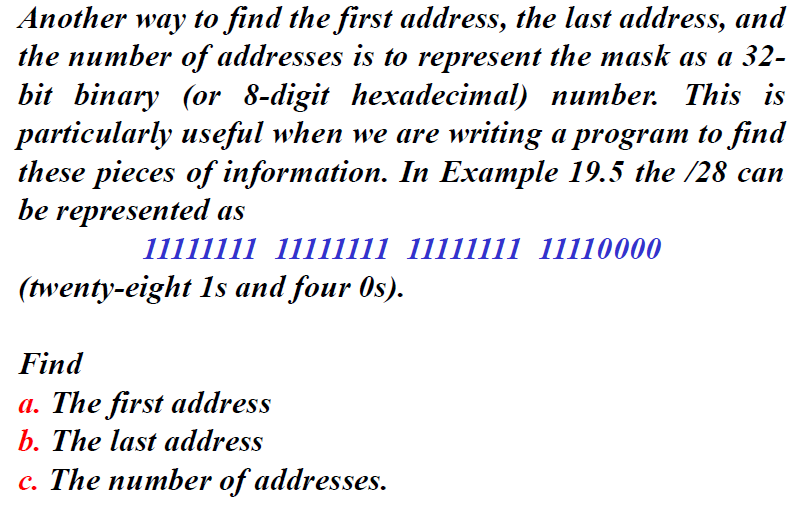 Another way to find the first address, the last address, and
the number of addresses is to represent the mask as a 32-
bit binary (or 8-digit hexadecimal) number. This is
particularly useful when we are writing a program to find
these pieces of information. In Example 19.5 the /28 can
be represented as
11111111 11111111 11111111 11110000
(twenty-eight 1s and four 0s).
Find
a. The first address
b. The last address
c. The number of addresses.